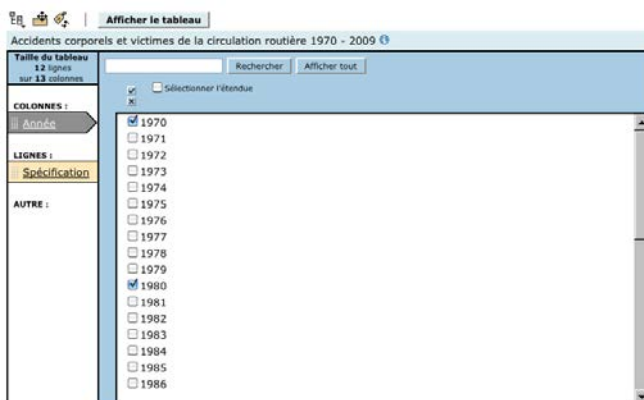 Afficher le tableau
Accidents corporels et victimes de la circulation routière 1970 - 2009
Taille du tableau
12 lignes
sur 13 colonnes
Rechercher
Afficher tout
Sélectionner l'étendue
COLONNES :
Année
LIGNES :
Spécification
AUTRE :
1970
1971
1972
1973
1974
1975
1976
1977
1978
1979
1980
1981
1982
1983
1984
1985
1986